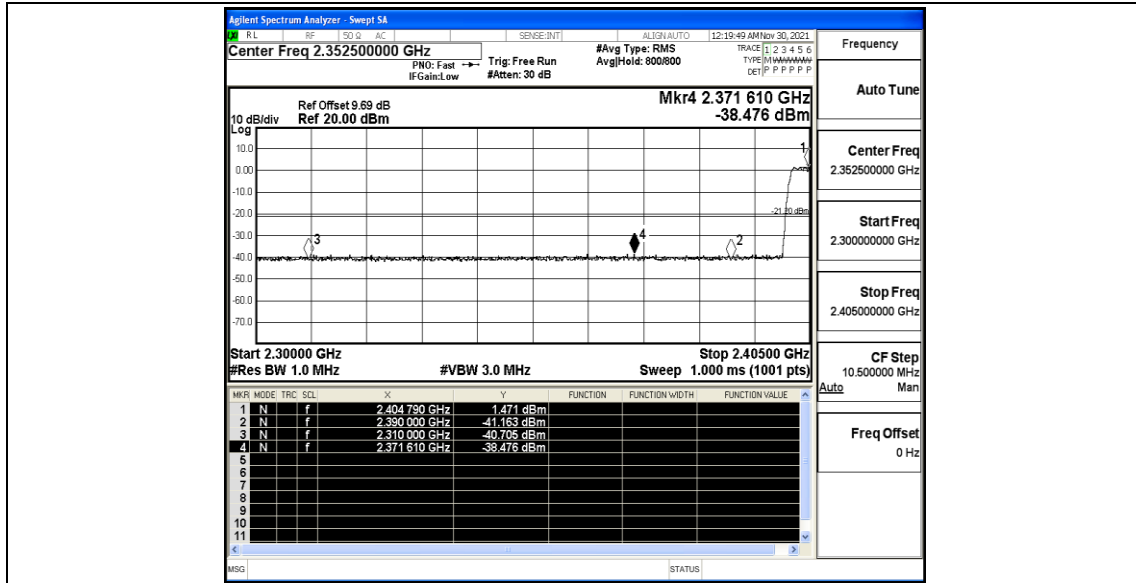 Agilent Spectrum Analyzer - Swept SA
RL RF 50 Ω AC SENSE:INT ALIGN AUTO 12:19:49 AM Nov 30, 2021
Center Freq 2.352500000 GHz
PNO: Fast
IFGain:Low
Trig: Free Run
#Atten: 30 dB
#Avg Type: RMS
Avg|Hold: 800/800
TRACE 1 2 3 4 5 6
TYPE M WWWWW
DET P P P P P P
Mkr4 2.371 610 GHz
-38.476 dBm
Ref Offset 9.69 dB
10 dB/div Ref 20.00 dBm
Log
10.0
0.00
-10.0
-20.0
-30.0
-40.0
-50.0
-60.0
-70.0
1
-21.20 dBm
3
4
2
Start 2.30000 GHz Stop 2.40500 GHz
#Res BW 1.0 MHz #VBW 3.0 MHz Sweep 1.000 ms (1001 pts)
MKR MODE TRC SCL X Y FUNCTION FUNCTION WIDTH FUNCTION VALUE
1 N f 2.404 790 GHz 1.471 dBm
2 N f 2.390 000 GHz -41.163 dBm
3 N f 2.310 000 GHz -40.705 dBm
4 N f 2.371 610 GHz -38.476 dBm
5
6
7
8
9
10
11
MSG STATUS
Frequency
Auto Tune
Center Freq
2.352500000 GHz
Start Freq
2.300000000 GHz
Stop Freq
2.405000000 GHz
CF Step
10.500000 MHz
Auto Man
Freq Offset
0 Hz